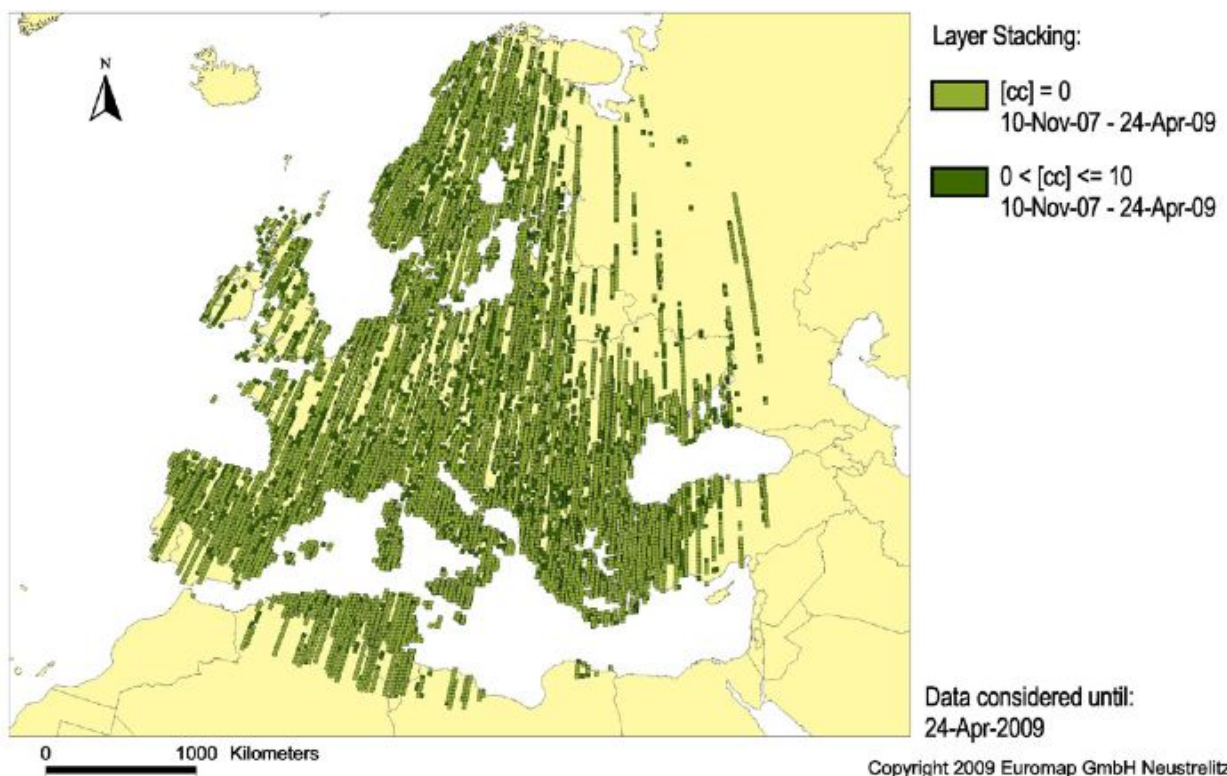 Layer Stacking:
[cc] = 0
10-Nov-07 - 24-Apr-09
0 < [cc] <= 10
10-Nov-07 - 24-Apr-09
N
Data considered until:
24-Apr-2009
0 1000 Kilometers
Copyright 2009 Euromap GmbH Neustrelitz